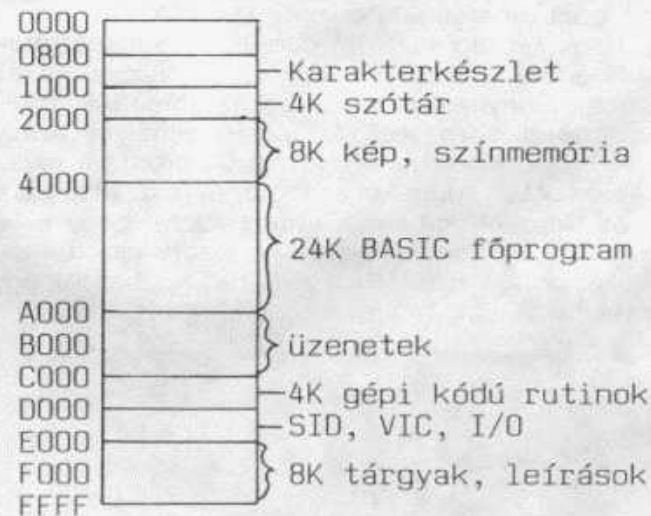 0000
0800
Karakterkészlet
1000
4K szótár
2000
8K kép, színmemória
4000
24K BASIC főprogram
A000
B000
üzenetek
C000
4K gépi kódú rutinok
D000
SID, VIC, I/O
E000
F000
8K tárgyak, leírások
FFFF